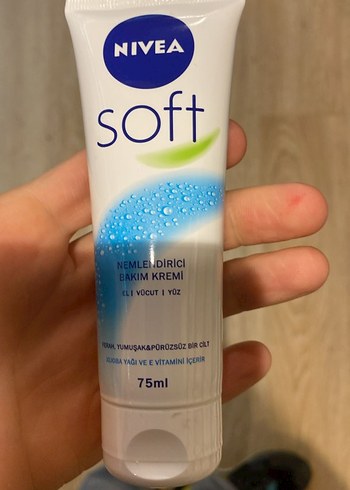 NIVEA
soft
NEMLENDİRİCİ
BAKIM KREMİ
EL | VÜCUT | YÜZ
FERAH, YUMUŞAK&PÜRÜZSÜZ BİR CİLT
JOJOBA YAĞI VE E VİTAMİNİ İÇERİR
75ml